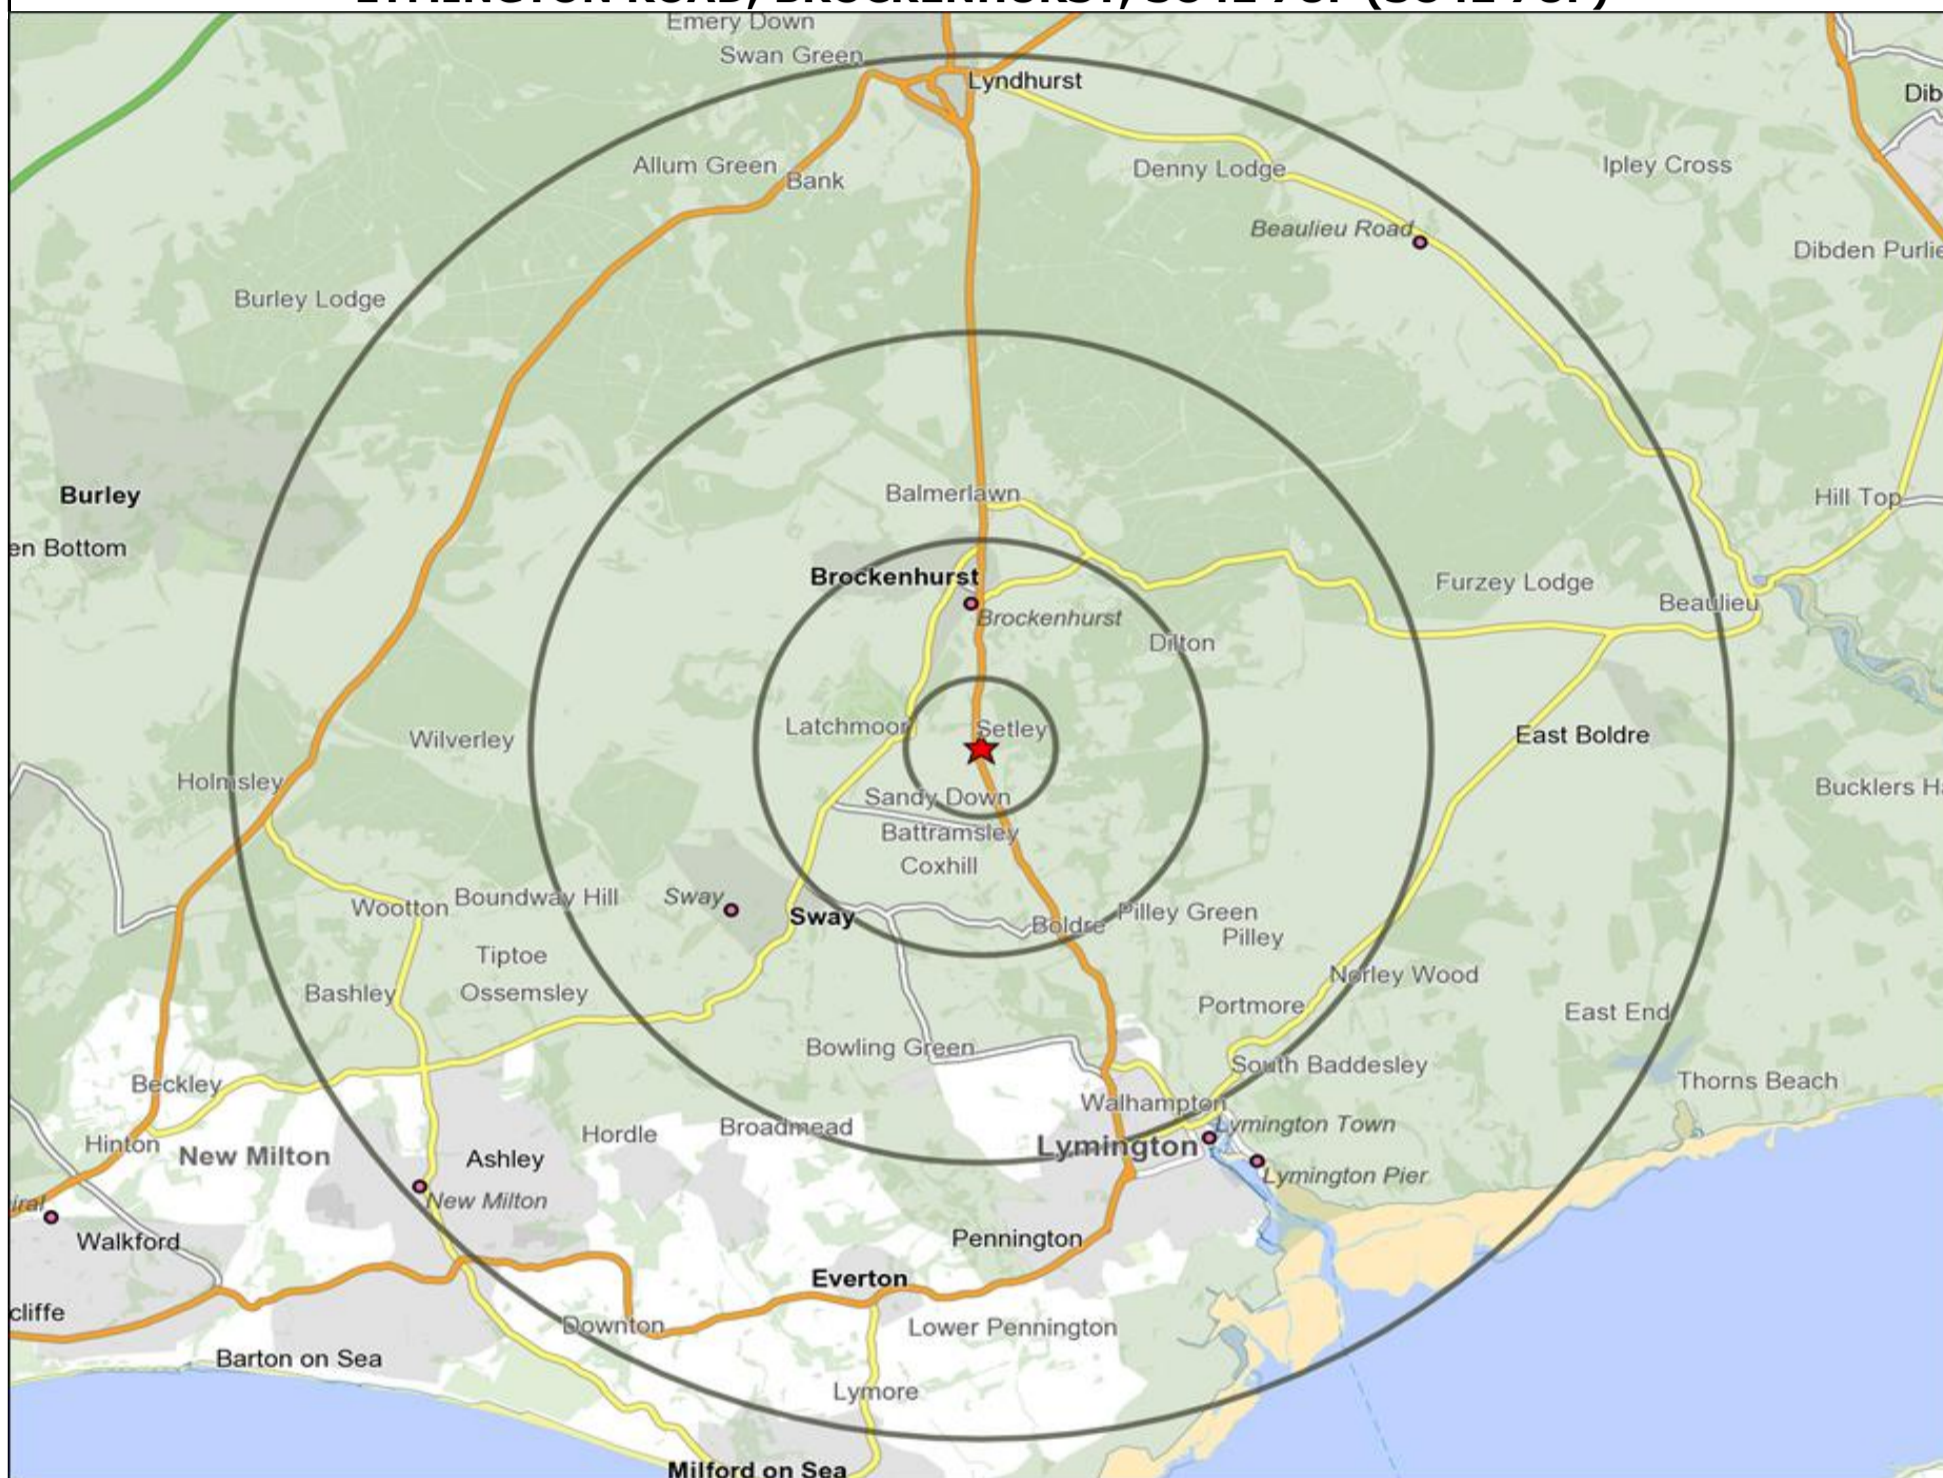 BROCKENHURST,
Emery Down
Swan Green
Lyndhurst
Dib
Allum Green
Bank
Denny Lodge
Ipley Cross
Beaulieu Road
Dibden Purlie
Burley Lodge
Burley
Balmerlawn
Hill Top
en Bottom
Brockenhurst
Furzey Lodge
Beaulieu
Brockenhurst
Dilton
Latchmoor
Setley
Wilverley
East Boldre
Holmsley
Bucklers Ha
Sandy Down
Battramsley
Coxhill
Wootton
Boundway Hill
Sway
Sway
Boldre
Pilley Green
Pilley
Tiptoe
Norley Wood
Bashley
Ossemsley
Portmore
East End
Bowling Green
South Baddesley
Beckley
Thorns Beach
Walhampton
Hinton
Hordle
Broadmead
Lymington Town
New Milton
Ashley
Lymington
Lymington Pier
New Milton
iral
Walkford
Pennington
Everton
cliffe
Downton
Lower Pennington
Barton on Sea
Lymore
Milford on Sea